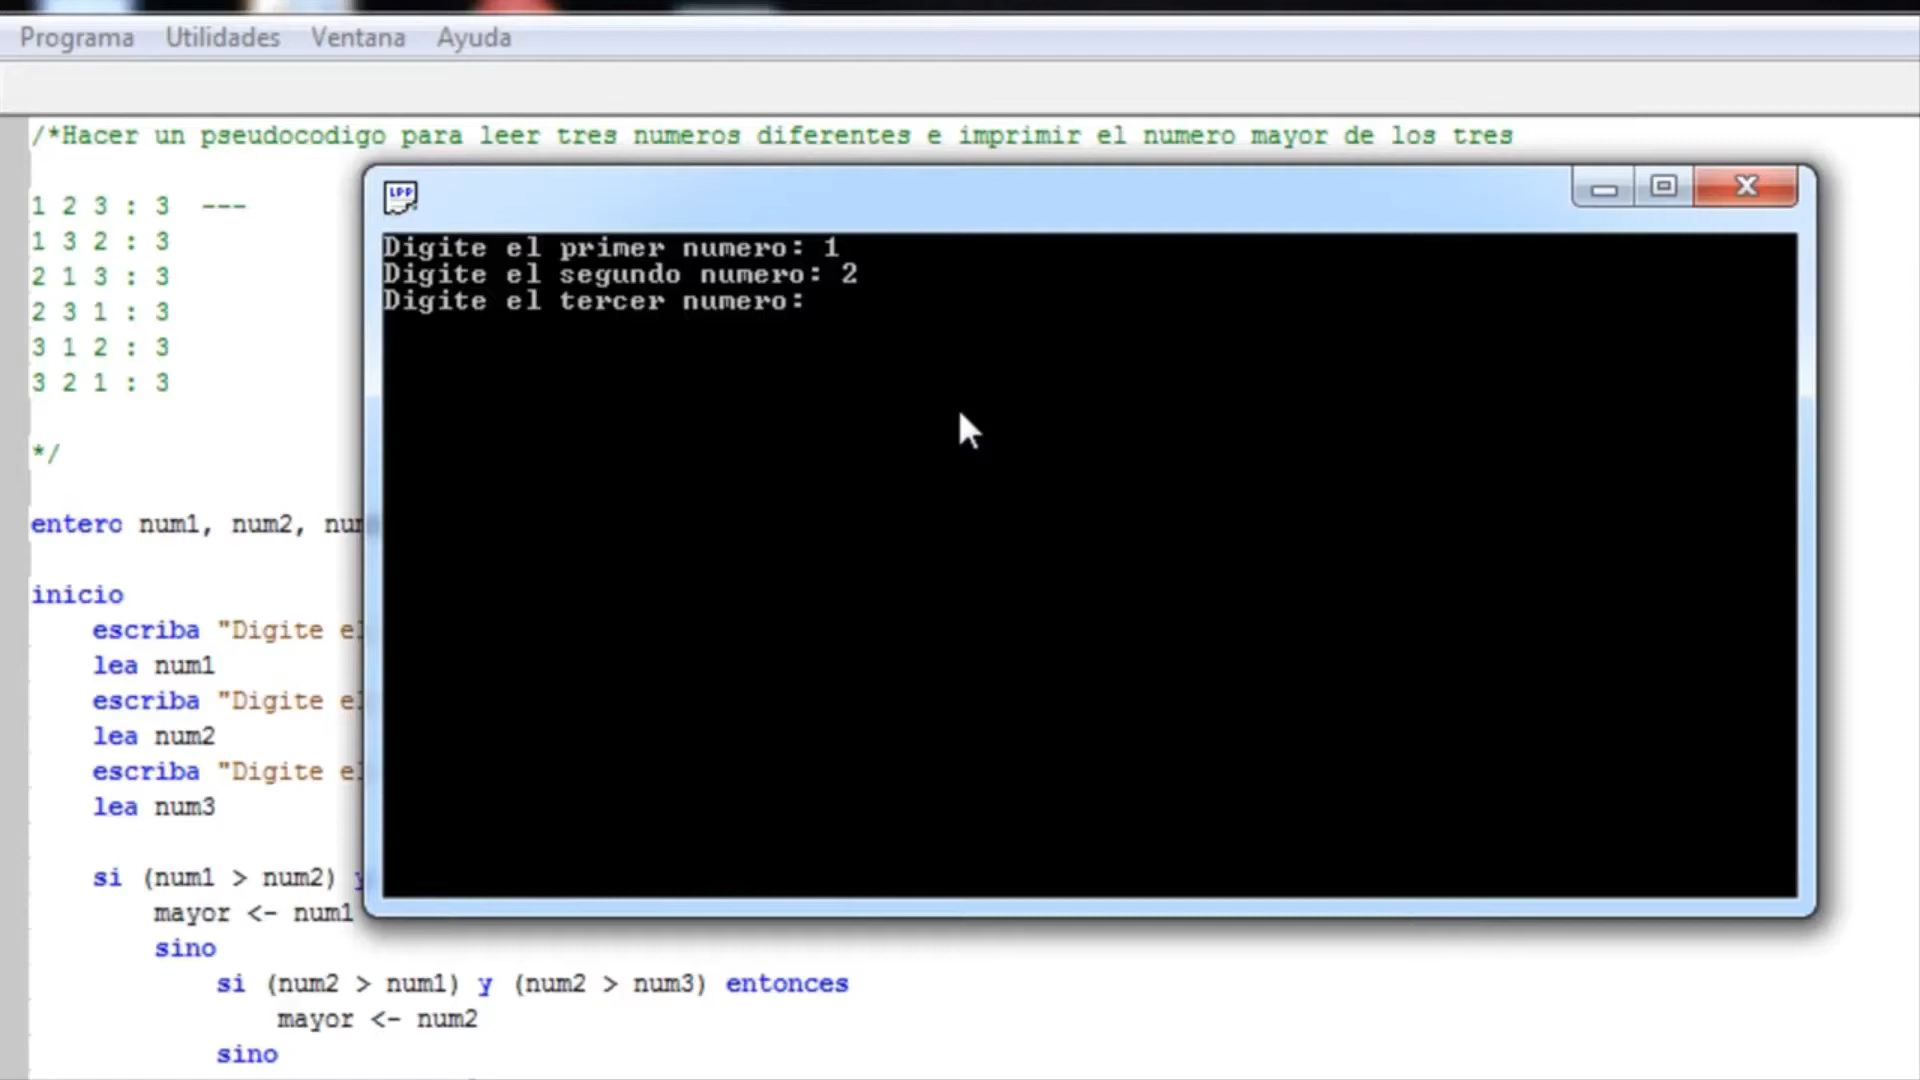 Programa Utilidades Ventana Ayuda
/*Hacer un pseudocodigo para leer tres numeros diferentes e imprimir el numero mayor de los tres
1 2 3 : 3 ---
1 3 2 : 3
2 1 3 : 3
2 3 1 : 3
3 1 2 : 3
3 2 1 : 3
*/
entero num1, num2,
inicio
escriba "Digite
lea num1
escriba "Digite
lea num2
escriba "Digite
lea num3
si (num1 > num2)
mayor <- num1
sino
si (num2 > num1) y (num2 > num3) entonces
mayor <- num2
sino
LPP
Digite el primer numero: 1
Digite el segundo numero: 2
Digite el tercer numero: